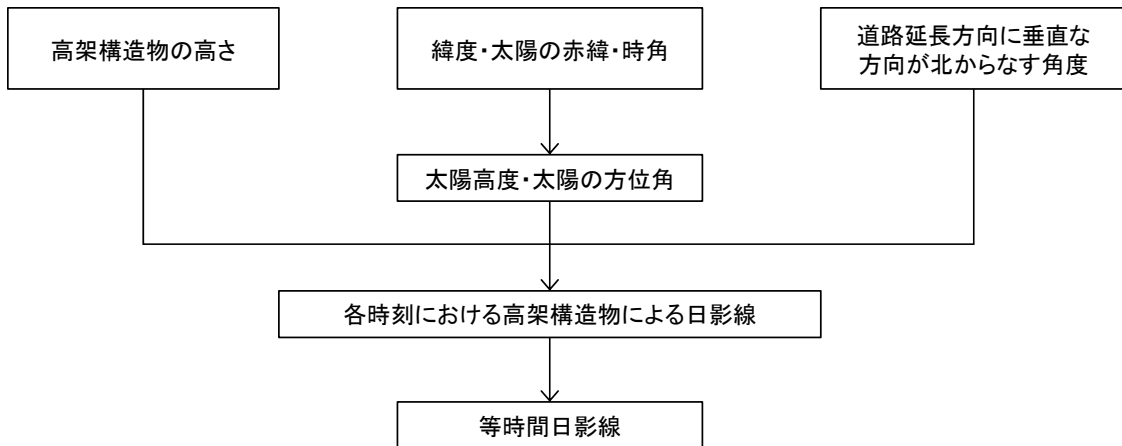 高架構造物の高さ
緯度・太陽の赤緯・時角
道路延長方向に垂直な
方向が北からなす角度
太陽高度・太陽の方位角
各時刻における高架構造物による日影線
等時間日影線